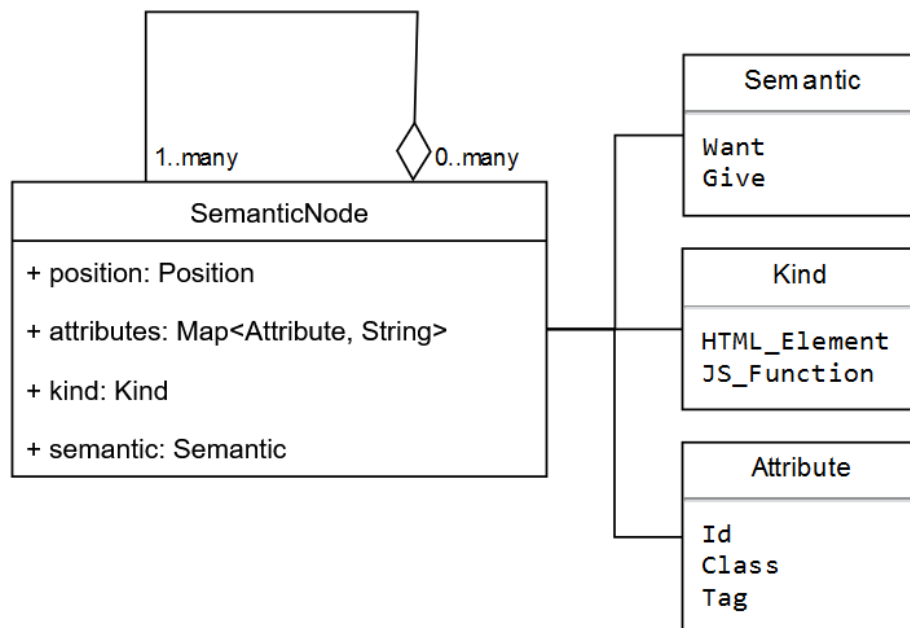 1..many
0..many
SemanticNode
+ position: Position
+ attributes: Map<Attribute, String>
+ kind: Kind
+ semantic: Semantic
Semantic
Want
Give
Kind
HTML_Element
JS_Function
Attribute
Id
Class
Tag